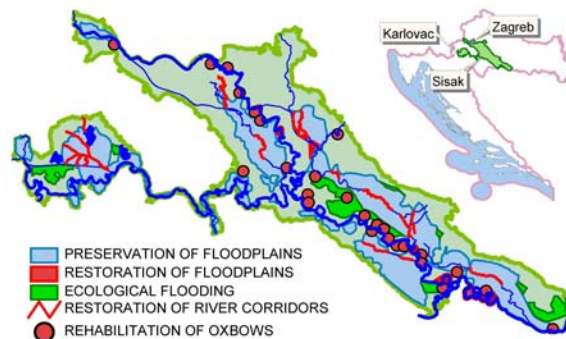 Karlovac
Zagreb
Sisak
PRESERVATION OF FLOODPLAINS
RESTORATION OF FLOODPLAINS
ECOLOGICAL FLOODING
RESTORATION OF RIVER CORRIDORS
REHABILITATION OF OXBOWS